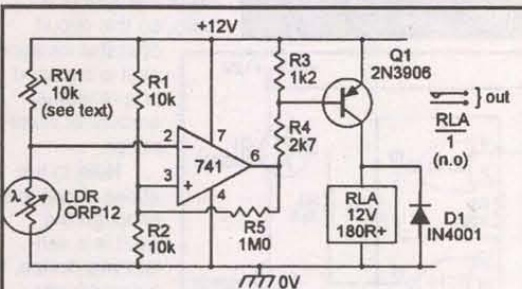 +12V
RV1
10k
(see text)
R1
10k
R3
1k2
Q1
2N3906
} out
RLA
1
(n.o)
2
7
741
6
3
4
R4
2k7
λ
LDR
ORP12
R2
10k
R5
1M0
RLA
12V
180R+
D1
IN4001
0V